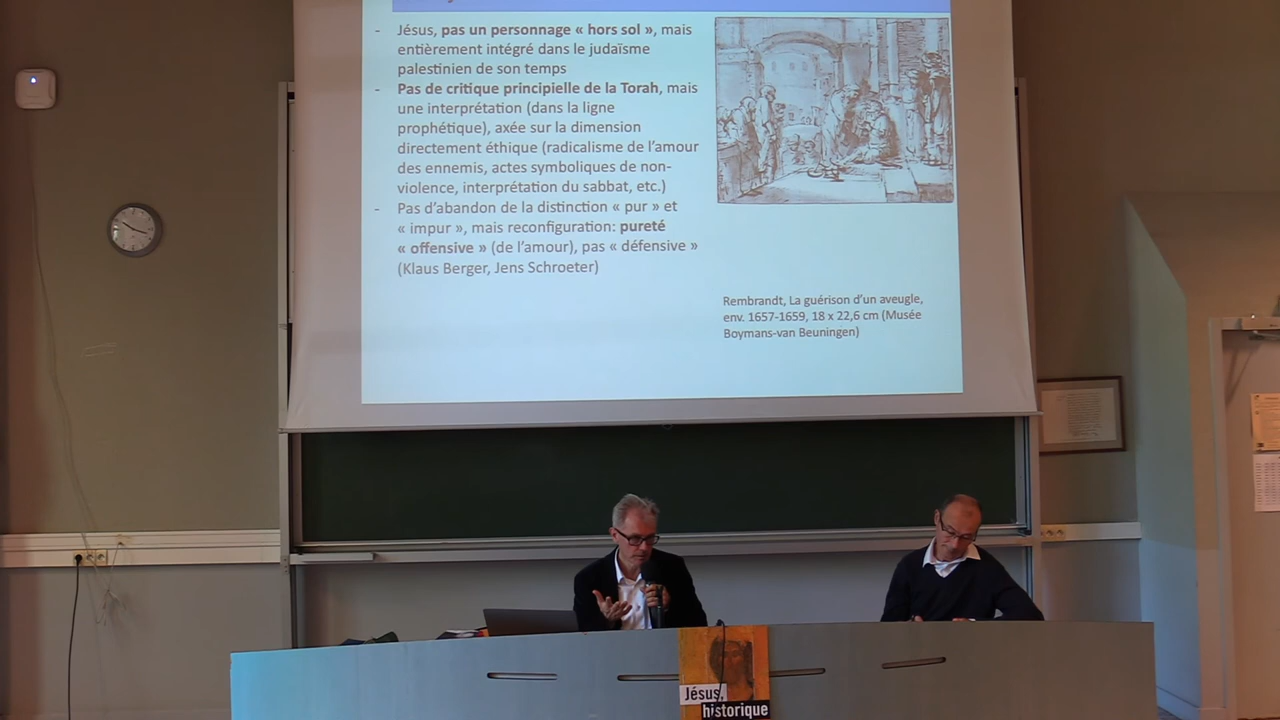 - Jésus, pas un personnage « hors sol », mais
entièrement intégré dans le judaïsme
palestinien de son temps
- Pas de critique principielle de la Torah, mais
une interprétation (dans la ligne
prophétique), axée sur la dimension
directement éthique (radicalisme de l’amour
des ennemis, actes symboliques de non-
violence, interprétation du sabbat, etc.)
- Pas d’abandon de la distinction « pur » et
« impur », mais reconfiguration: pureté
« offensive » (de l’amour), pas « défensive »
(Klaus Berger, Jens Schroeter)
Rembrandt, La guérison d’un aveugle,
env. 1657-1659, 18 x 22,6 cm (Musée
Boymans-van Beuningen)
Jésus,
historique